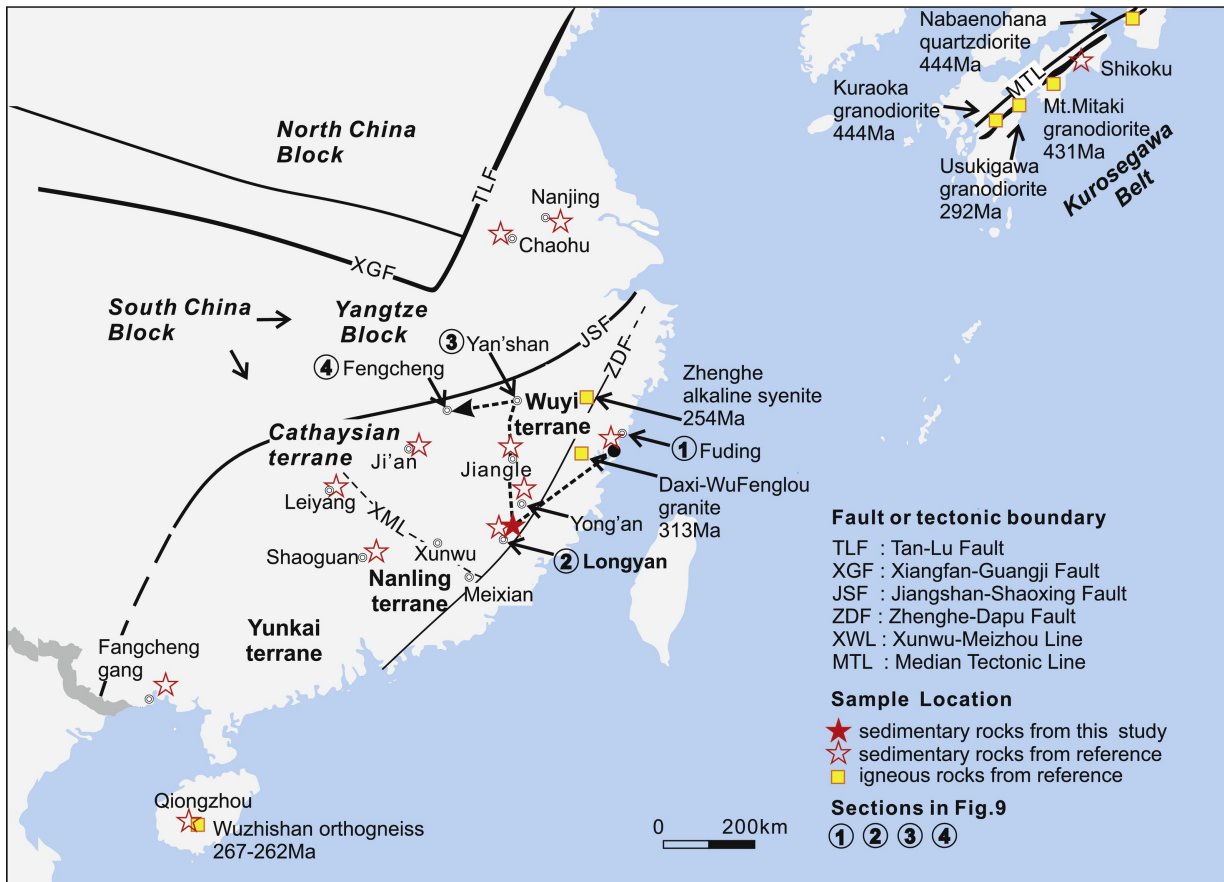 Nabaenohana
quartzdiorite
444Ma
MTL
Shikoku
Kuraoka
granodiorite
444Ma
Mt.Mitaki
granodiorite
431Ma
Usukigawa
granodiorite
292Ma
Kurosegawa
Belt
North China
Block
TLF
Nanjing
Chaohu
XGF
South China
Block
Yangtze
Block
JSF
③ Yan'shan
④ Fengcheng
ZDF
Zhenghe
alkaline syenite
254Ma
Wuyi
terrane
Cathaysian
terrane
Ji'an
Jiangle
① Fuding
Daxi-WuFenglou
granite
313Ma
Leiyang
XML
Yong'an
Shaoguan
Xunwu
② Longyan
Nanling
terrane
Meixian
Yunkai
terrane
Fangcheng
gang
Qiongzhou
Wuzhishan orthogneiss
267-262Ma
0 200km
Fault or tectonic boundary
TLF : Tan-Lu Fault
XGF : Xiangfan-Guangji Fault
JSF : Jiangshan-Shaoxing Fault
ZDF : Zhenghe-Dapu Fault
XWL : Xunwu-Meizhou Line
MTL : Median Tectonic Line
Sample Location
sedimentary rocks from this study
sedimentary rocks from reference
igneous rocks from reference
Sections in Fig.9
① ② ③ ④